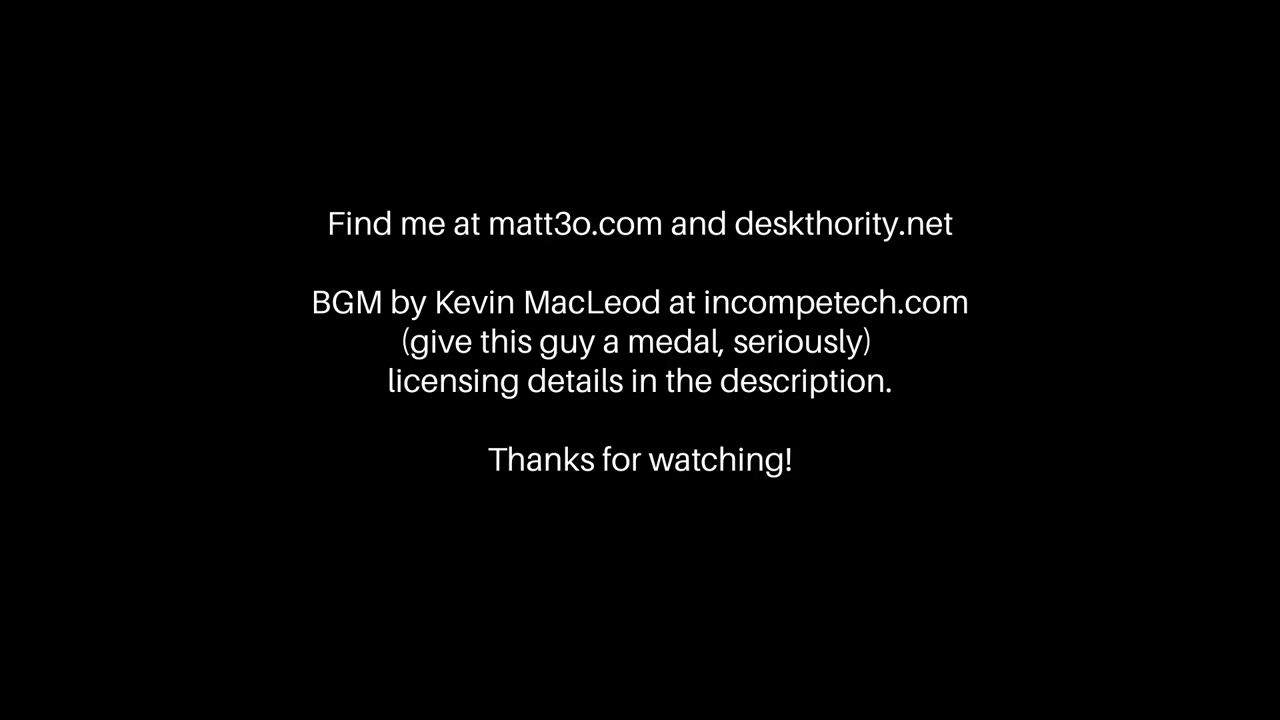 Find me at matt3o.com and deskthority.net
BGM by Kevin MacLeod at incompetech.com
(give this guy a medal, seriously)
licensing details in the description.
Thanks for watching!